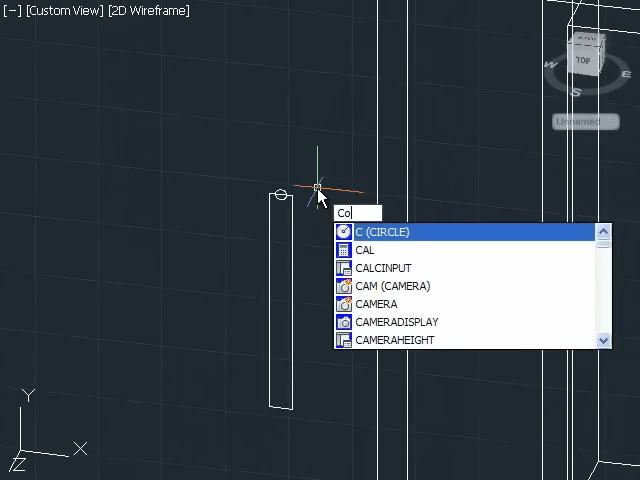 [−] [Custom View] [2D Wireframe]
TOP
W
E
S
Unnamed
Co
C (CIRCLE)
CAL
CALCINPUT
CAM (CAMERA)
CAMERA
CAMERADISPLAY
CAMERAHEIGHT
Y
X
Z